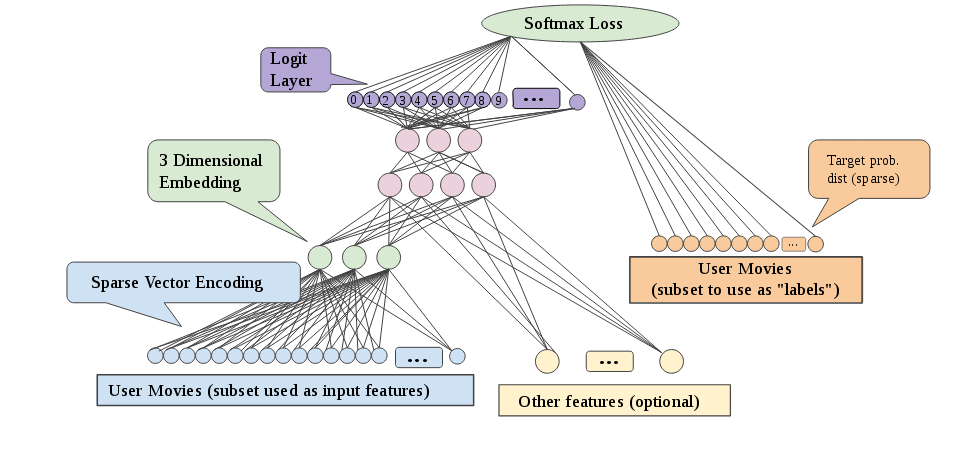 Softmax Loss
Logit
Layer
0 1 2 3 4 5 6 7 8 9 ...
3 Dimensional
Embedding
Target prob.
dist (sparse)
...
User Movies
(subset to use as "labels")
Sparse Vector Encoding
...
...
User Movies (subset used as input features)
Other features (optional)